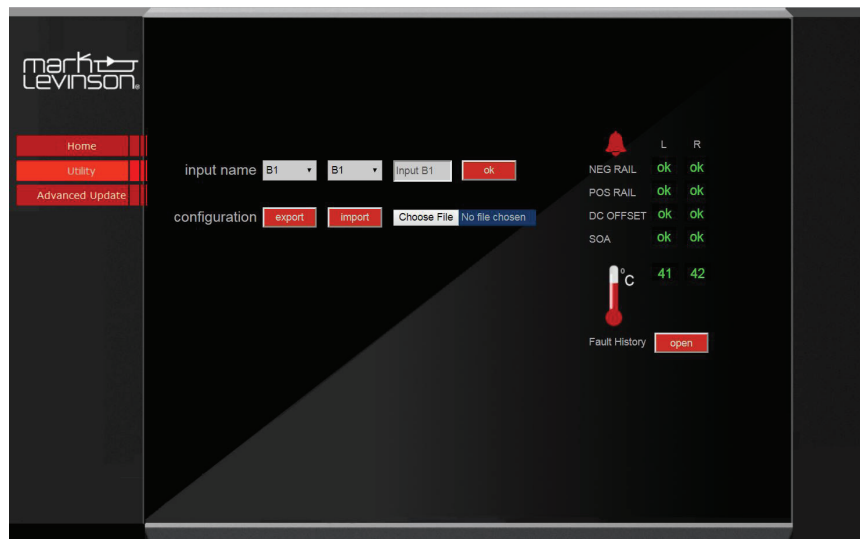 mark
Levinson®
Home
Utility
Advanced Update
input name B1 B1 Input B1 ok
configuration export import Choose File No file chosen
L R
NEG RAIL ok ok
POS RAIL ok ok
DC OFFSET ok ok
SOA ok ok
°C 41 42
Fault History open